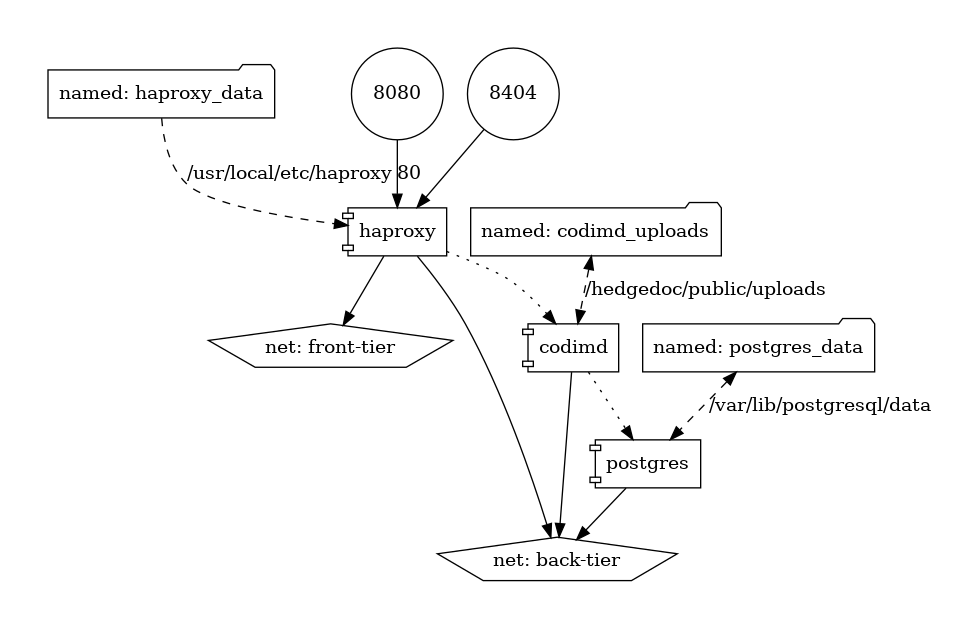 named: haproxy_data
8080
8404
/usr/local/etc/haproxy
80
haproxy
named: codimd_uploads
/hedgedoc/public/uploads
net: front-tier
codimd
named: postgres_data
/var/lib/postgresql/data
postgres
net: back-tier